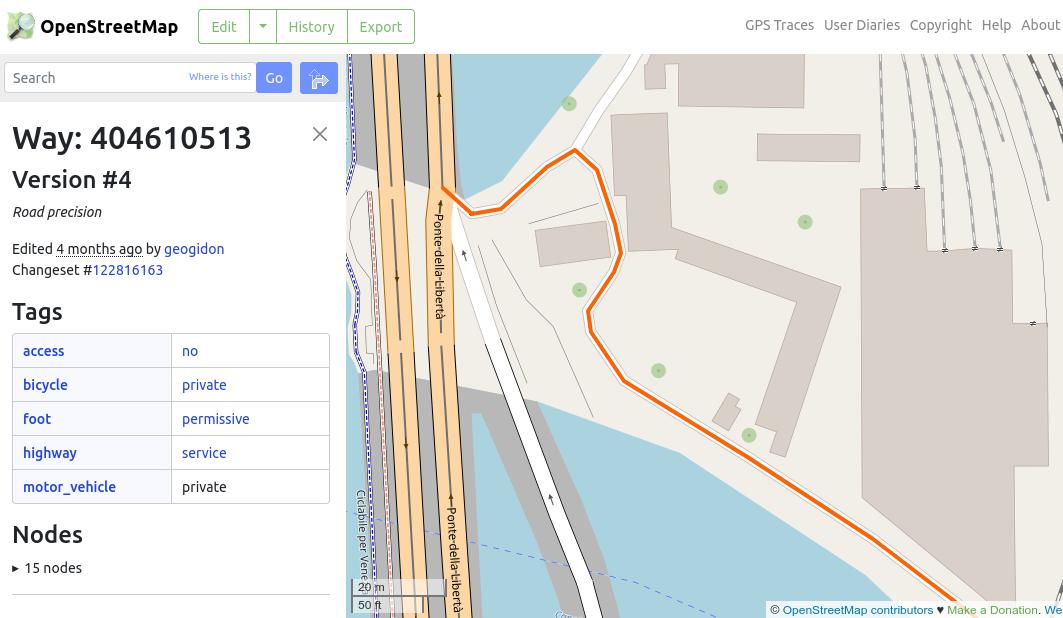 OpenStreetMap
Edit
History
Export
GPS Traces
User Diaries
Copyright
Help
About
Search
Where is this?
Go
Way: 404610513
Version #4
Road precision
Edited 4 months ago by geogidon
Changeset #122816163
Tags
access no
bicycle private
foot permissive
highway service
motor_vehicle private
Nodes
▸ 15 nodes
Ponte della Libertà
Ponte della Libertà
Ciclabile per Vene
20 m
50 ft
© OpenStreetMap contributors ♥ Make a Donation. We